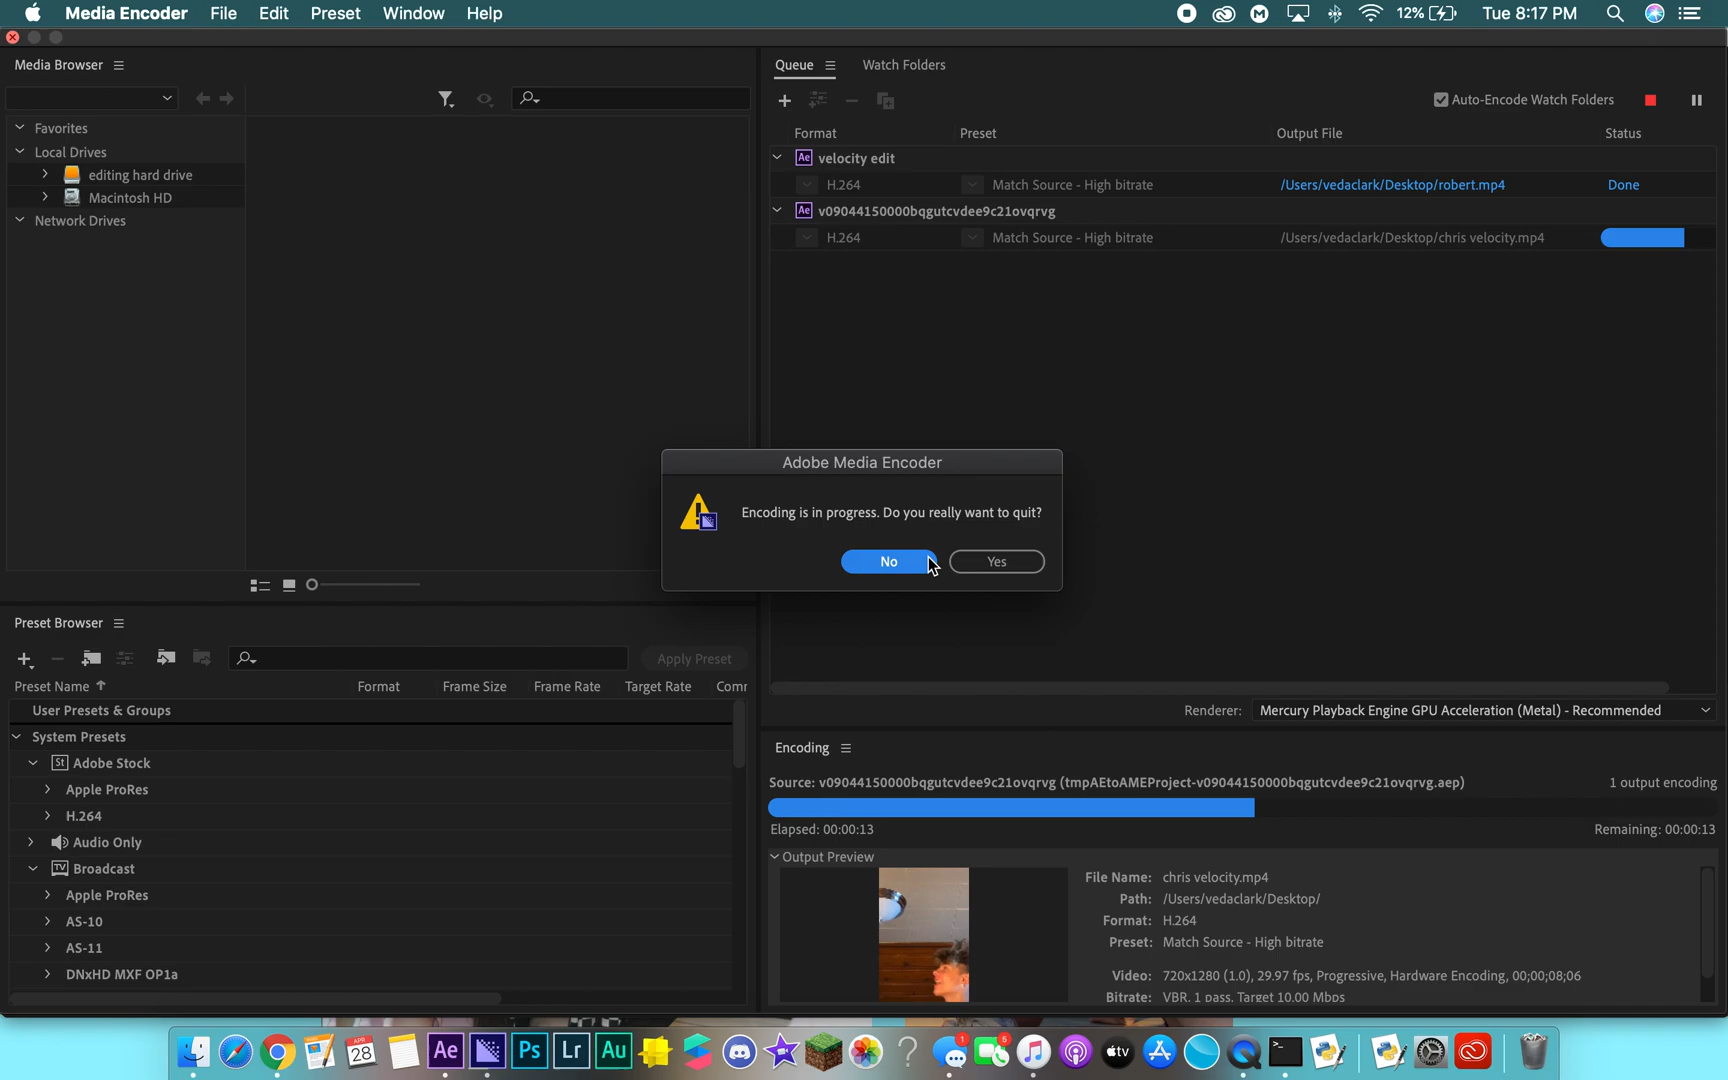 Media Encoder File Edit Preset Window Help 12% Tue 8:17 PM
Media Browser
Queue Watch Folders
Auto-Encode Watch Folders
Favorites
Local Drives
editing hard drive
Macintosh HD
Network Drives
Format Preset Output File Status
Ae velocity edit
H.264 Match Source - High bitrate /Users/vedaclark/Desktop/robert.mp4 Done
Ae v09044150000bqgutcvdee9c21ovqrvg
H.264 Match Source - High bitrate /Users/vedaclark/Desktop/chris velocity.mp4
Adobe Media Encoder
Encoding is in progress. Do you really want to quit?
No Yes
Preset Browser
Apply Preset
Preset Name Format Frame Size Frame Rate Target Rate Comr
User Presets & Groups
System Presets
St Adobe Stock
Apple ProRes
H.264
Audio Only
TV Broadcast
Apple ProRes
AS-10
AS-11
DNxHD MXF OP1a
Renderer: Mercury Playback Engine GPU Acceleration (Metal) - Recommended
Encoding
Source: v09044150000bqgutcvdee9c21ovqrvg (tmpAEtoAMEProject-v09044150000bqgutcvdee9c21ovqrvg.aep) 1 output encoding
Elapsed: 00:00:13 Remaining: 00:00:13
Output Preview
File Name: chris velocity.mp4
Path: /Users/vedaclark/Desktop/
Format: H.264
Preset: Match Source - High bitrate
Video: 720x1280 (1.0), 29.97 fps, Progressive, Hardware Encoding, 00;00;08;06
Bitrate: VBR, 1 pass, Target 10.00 Mbps
APR 28 Ae Ps Lr Au 1 5 tv